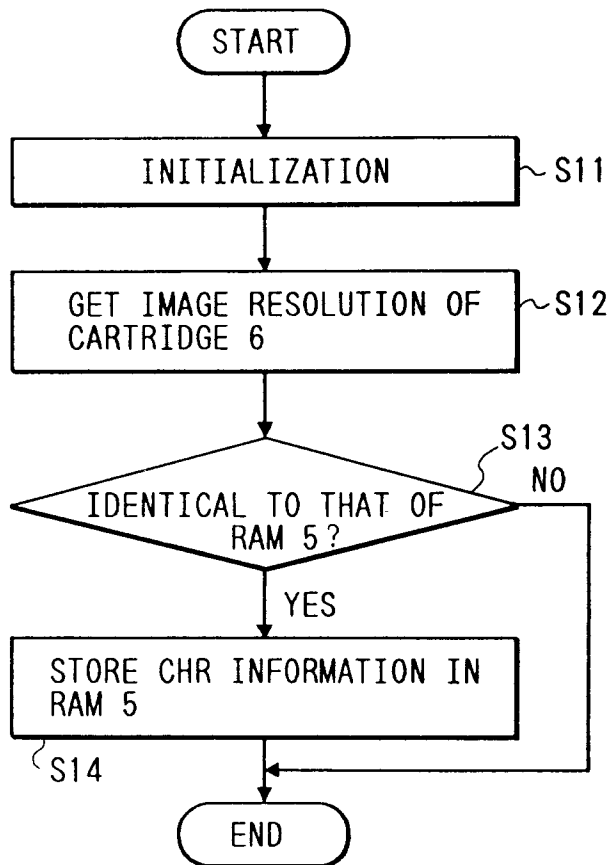 START
INITIALIZATION
S11
GET IMAGE RESOLUTION OF
CARTRIDGE 6
S12
S13
IDENTICAL TO THAT OF
RAM 5?
NO
YES
STORE CHR INFORMATION IN
RAM 5
S14
END